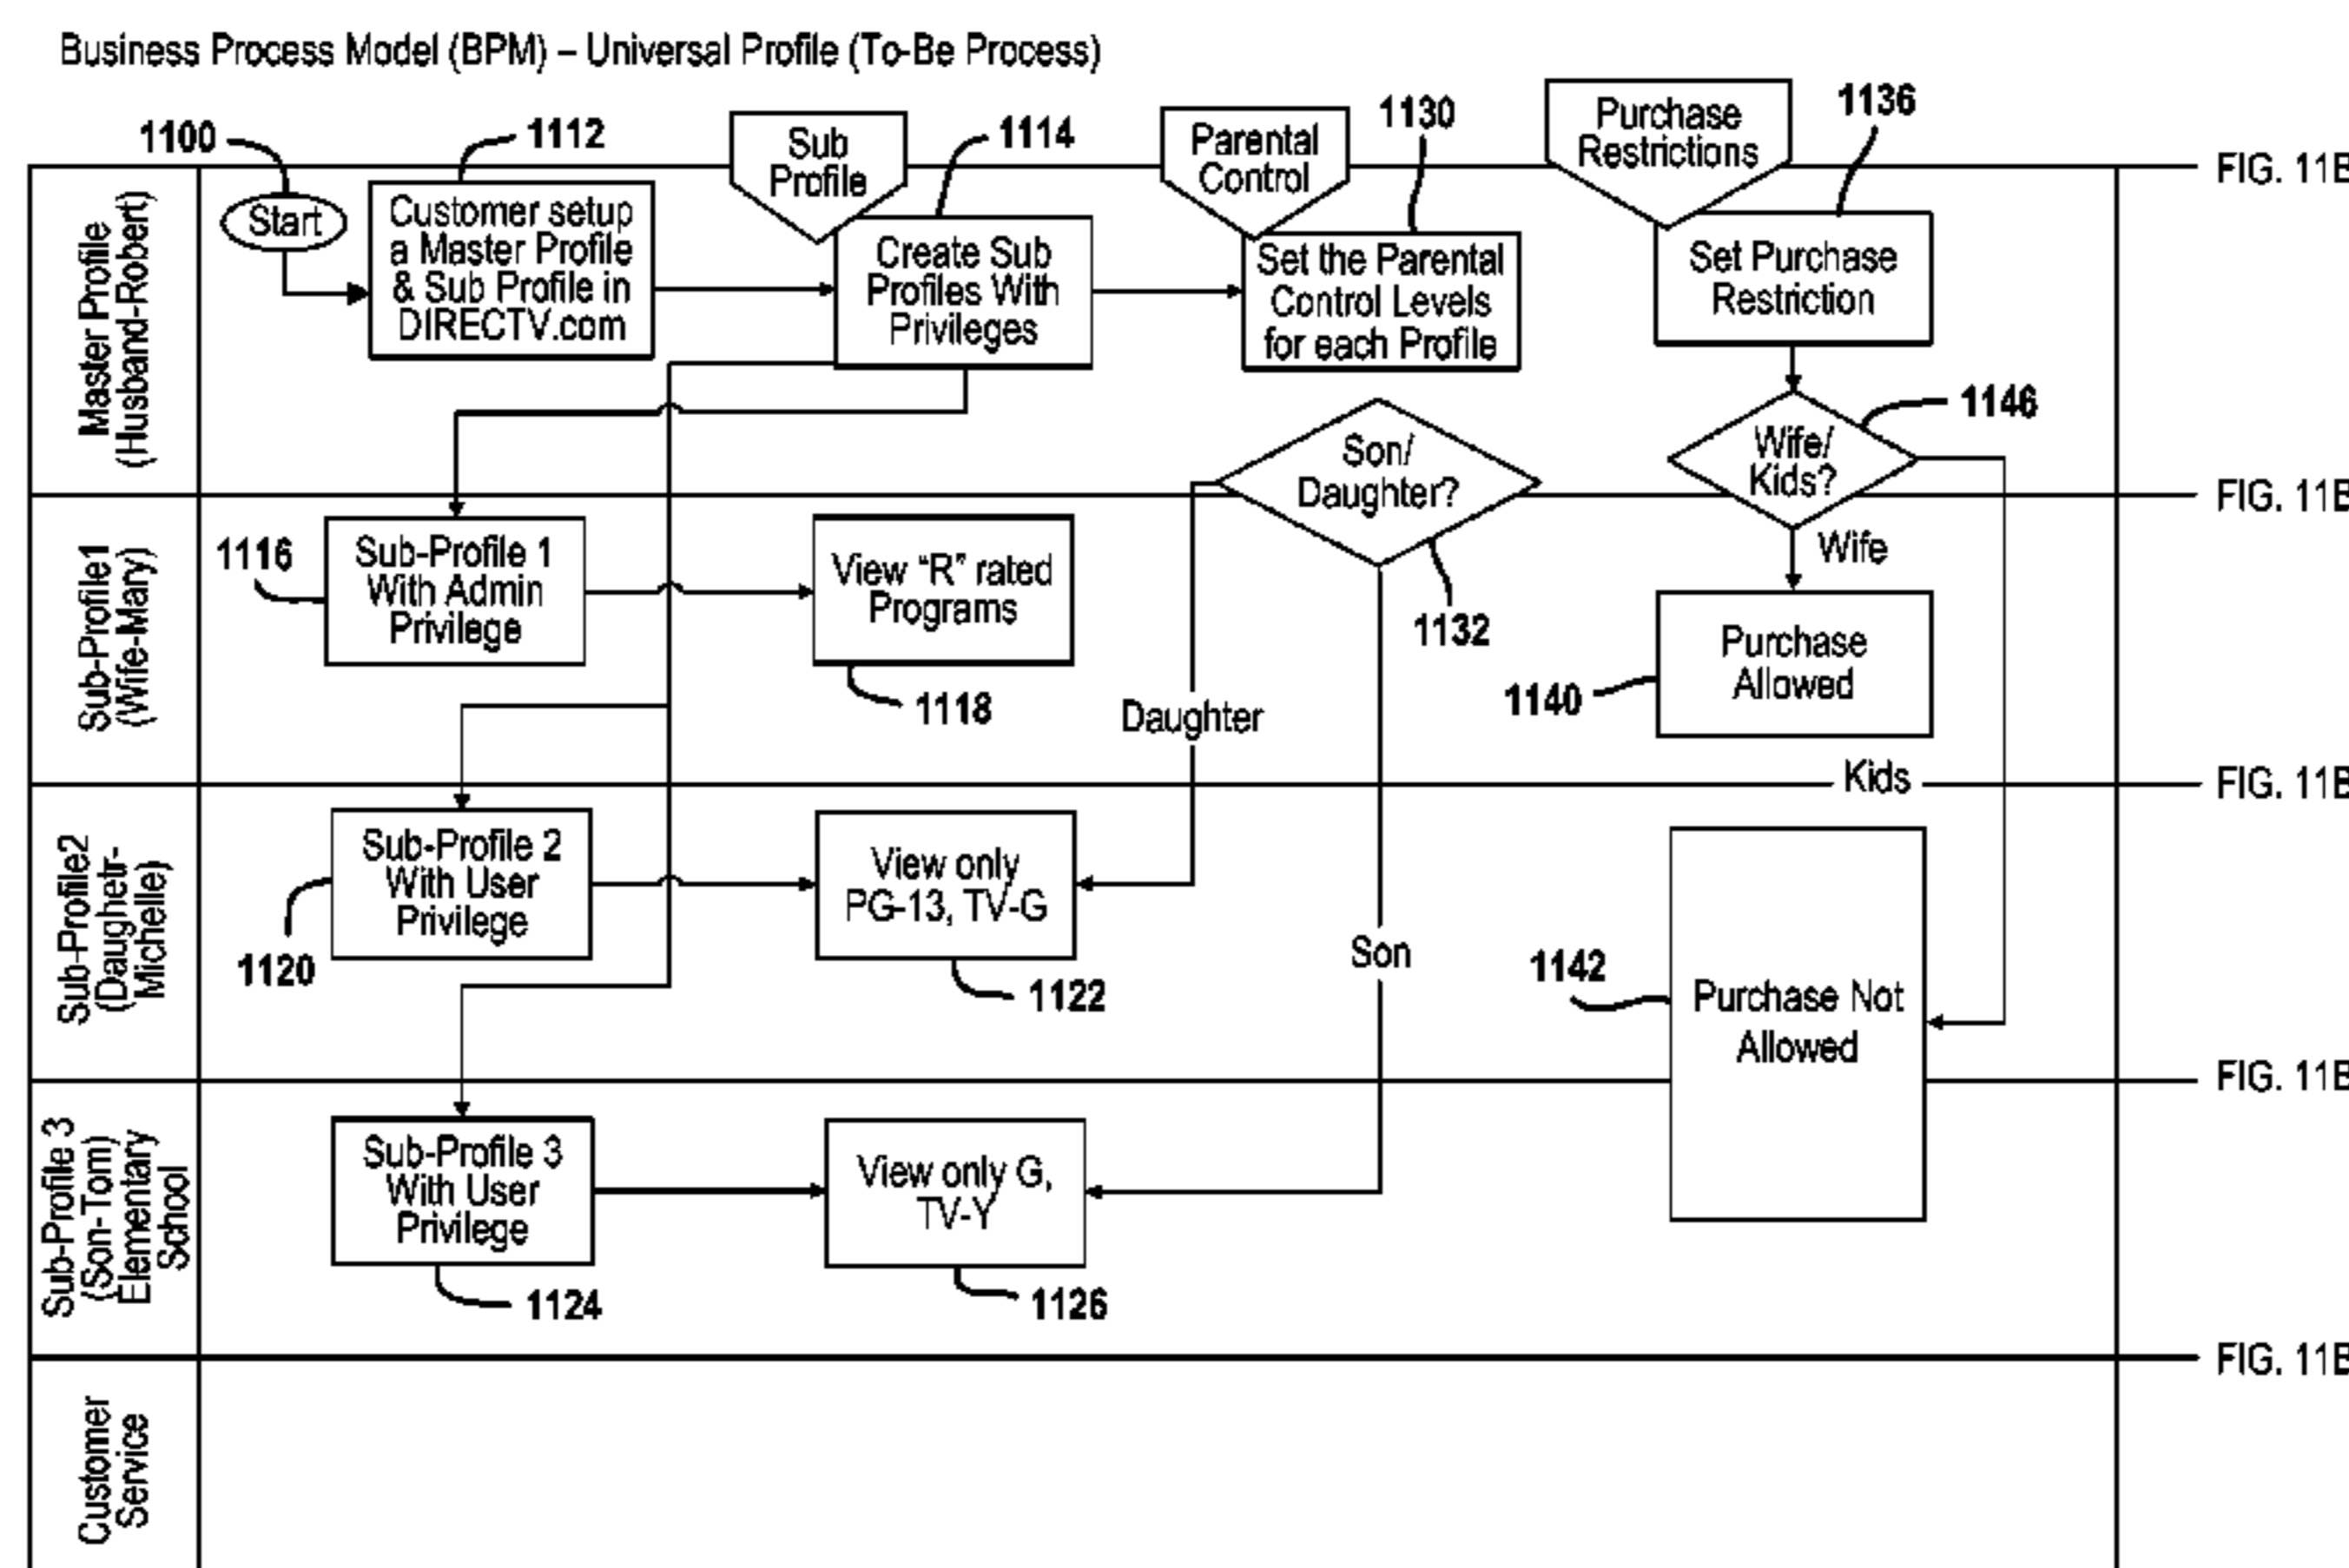 Business Process Model (BPM) – Universal Profile (To-Be Process)
1100
1112
Sub
Profile
1114
Parental
Control
1130
Purchase
Restrictions
1136
FIG. 11B
Master Profile
(Husband-Robert)
Start
Customer setup
a Master Profile
& Sub Profile in
DIRECTV.com
Create Sub
Profiles With
Privileges
Set the Parental
Control Levels
for each Profile
Set Purchase
Restriction
1146
Son/
Daughter?
Wife/
Kids?
FIG. 11B
Sub-Profile1
(Wife-Mary)
1116
Sub-Profile 1
With Admin
Privilege
View “R” rated
Programs
1118
1132
Wife
Purchase
Allowed
1140
Daughter
Kids
FIG. 11B
Sub-Profile2
(Daughetr-
Michelle)
Sub-Profile 2
With User
Privilege
1120
View only
PG-13, TV-G
1122
Son
1142
Purchase Not
Allowed
FIG. 11B
Sub-Profile 3
(Son-Tom)
Elementary
School
Sub-Profile 3
With User
Privilege
1124
View only G,
TV-Y
1126
FIG. 11B
Customer
Service